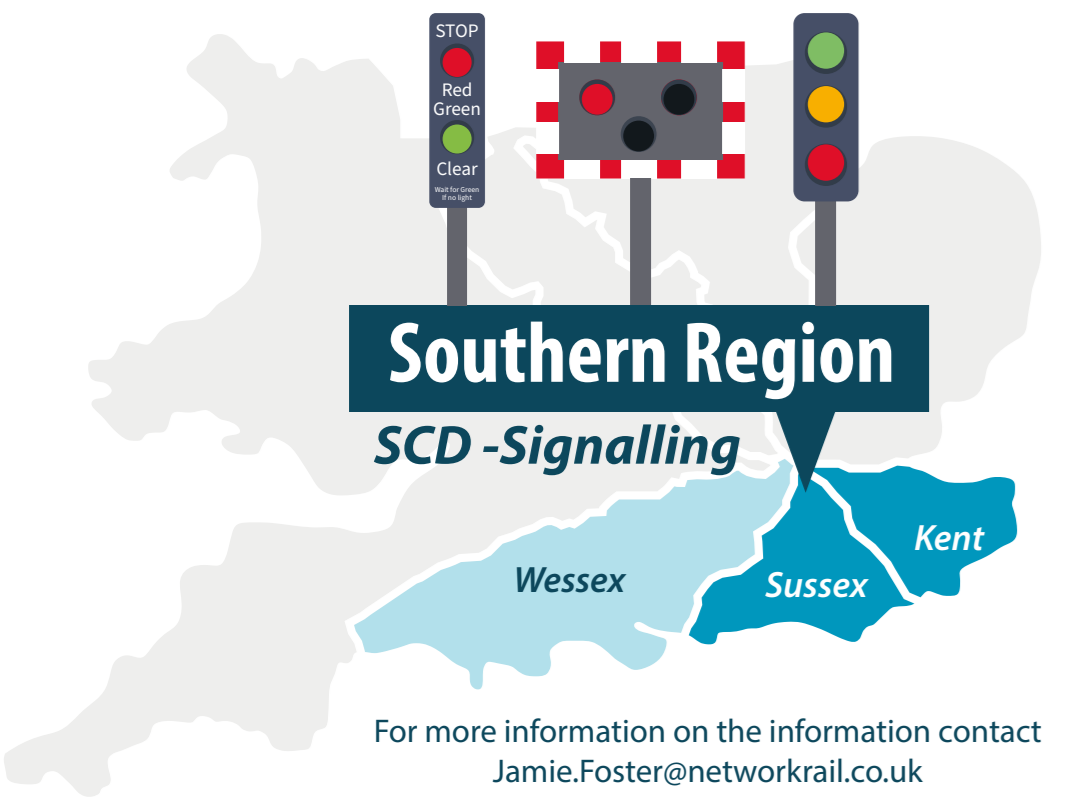 STOP
Red
Green
Clear
Wait for Green
If no light
Southern Region
SCD -Signalling
Wessex
Sussex
Kent
For more information on the information contact
Jamie.Foster@networkrail.co.uk